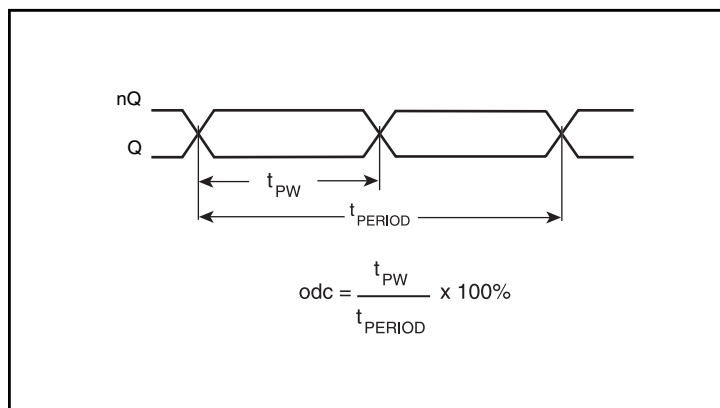 nQ
Q
tPW
tPERIOD
odc = tPW / tPERIOD x 100%